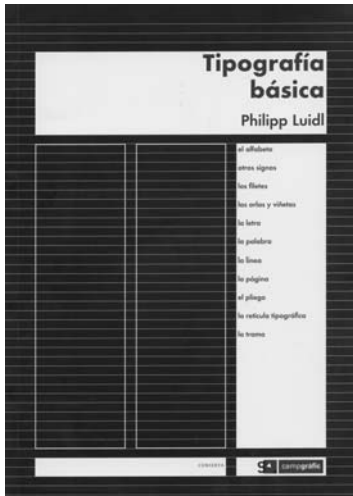 Tipografía
básica
Philipp Luidl
el alfabeto
otros signos
los filetes
las orlas y viñetas
la letra
la palabra
la línea
la página
el pliego
la retícula tipográfica
la trama
campgràfic